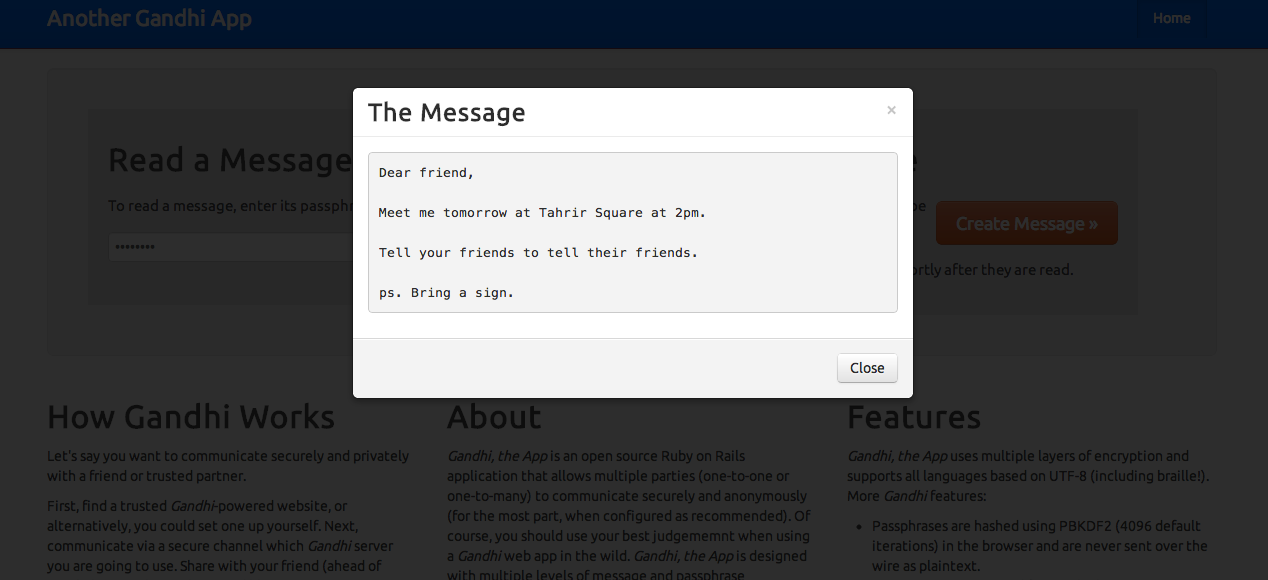 Another Gandhi App
Home
The Message
×
Dear friend,
Meet me tomorrow at Tahrir Square at 2pm.
Tell your friends to tell their friends.
ps. Bring a sign.
Close
Read a Message
To read a message, enter its
••••••••
Create Message »
after they are read.
How Gandhi Works
Let's say you want to communicate securely and privately
with a friend or trusted partner.
First, find a trusted Gandhi-powered website, or
alternatively, you could set one up yourself. Next,
communicate via a secure channel which Gandhi server
you are going to use. Share with your friend (ahead of
About
Gandhi, the App is an open source Ruby on Rails
application that allows multiple parties (one-to-one or
one-to-many) to communicate securely and anonymously
(for the most part, when configured as recommended). Of
course, you should use your best judgememnt when using
a Gandhi web app in the wild. Gandhi, the App is designed
with multiple levels of message and passphrase
Features
Gandhi, the App uses multiple layers of encryption and
supports all languages based on UTF-8 (including braille!).
More Gandhi features:
• Passphrases are hashed using PBKDF2 (4096 default
iterations) in the browser and are never sent over the
wire as plaintext.